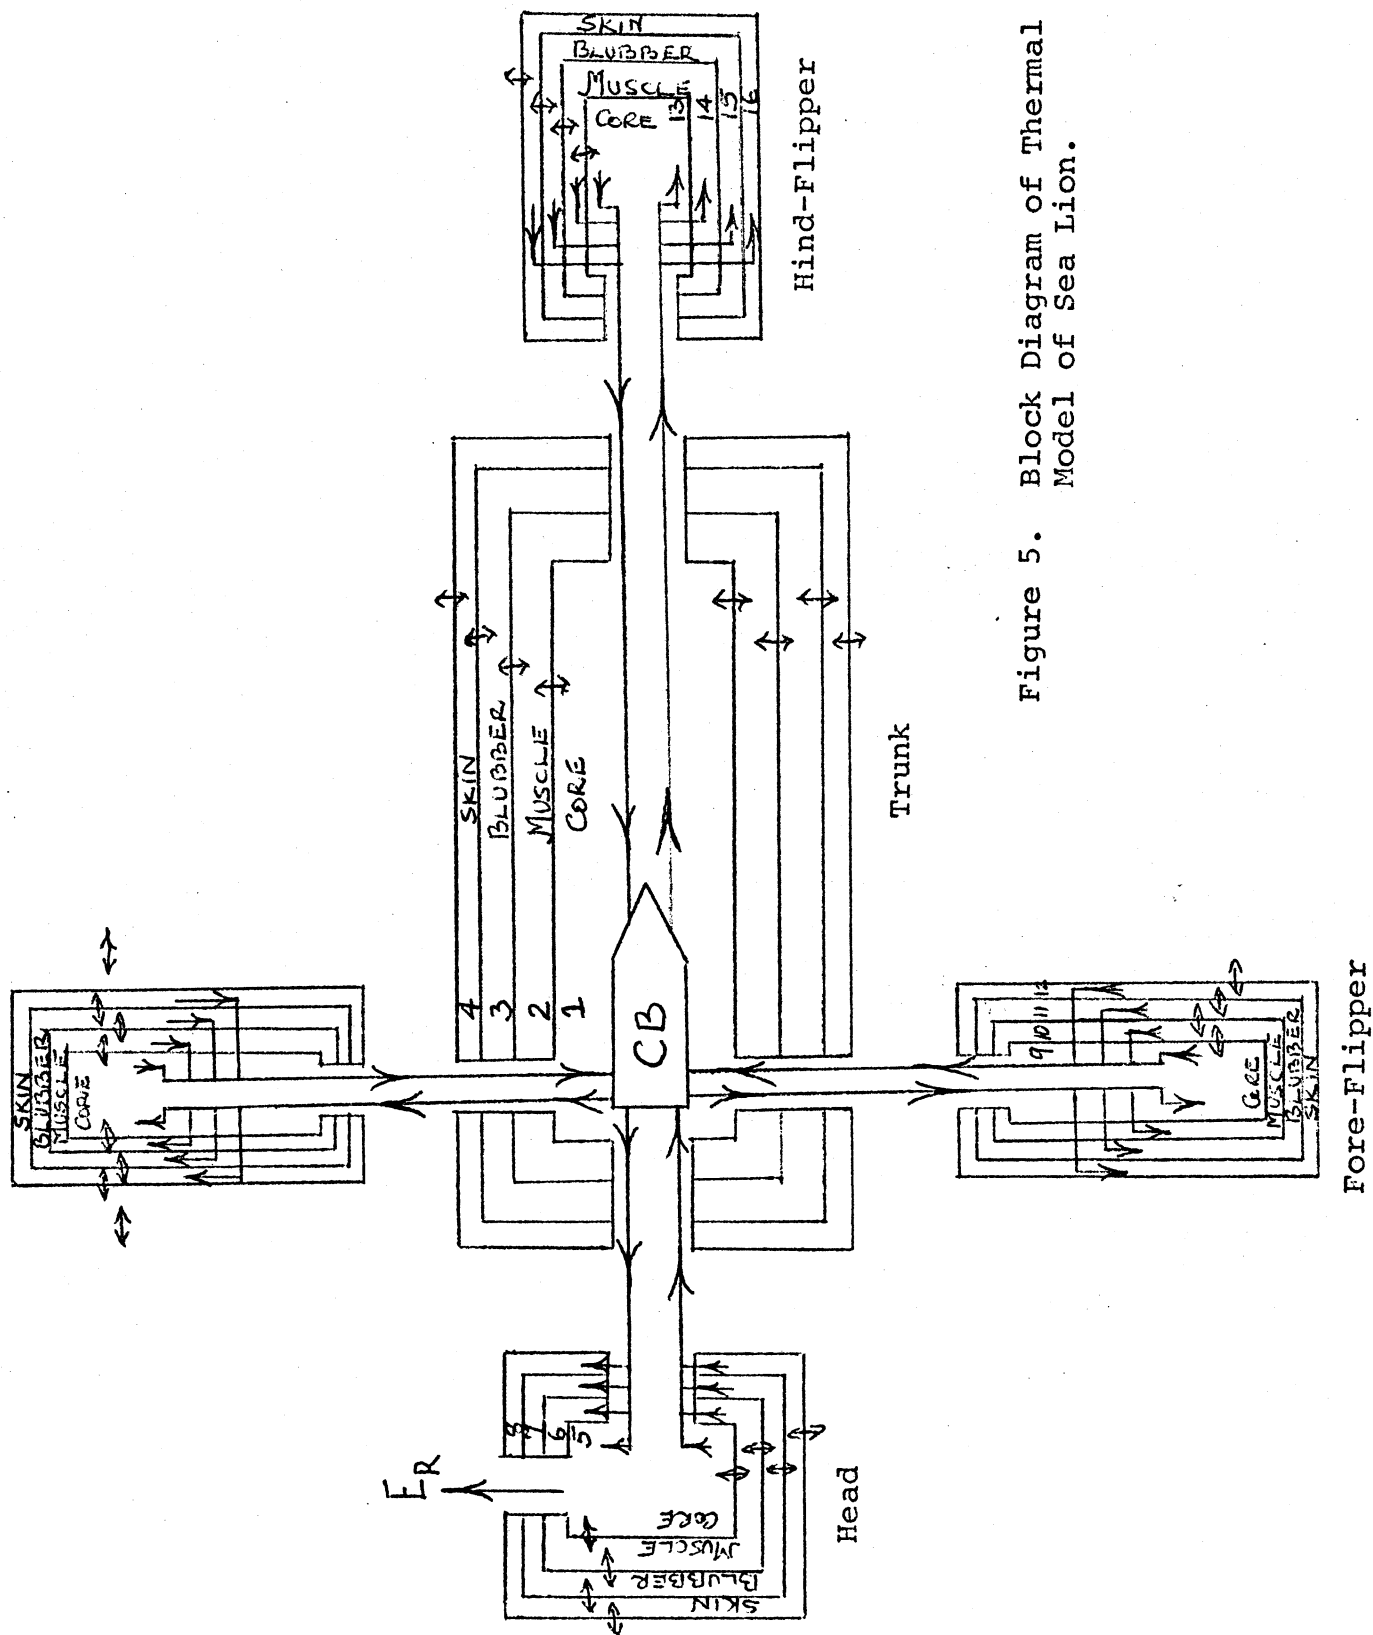 SKIN
BLUBBER
MUSCLE
CORE
13
14
15
16
Hind-Flipper
SKIN
BLUBBER
MUSCLE
CORE
4
3
2
1
Trunk
CB
SKIN
BLUBBER
MUSCLE
CORE
9
10
11
12
CORE
MUSCLE
BLUBBER
SKIN
Fore-Flipper
E_R
8
7
6
5
CORE
MUSCLE
BLUBBER
SKIN
Head
Figure 5. Block Diagram of Thermal
Model of Sea Lion.